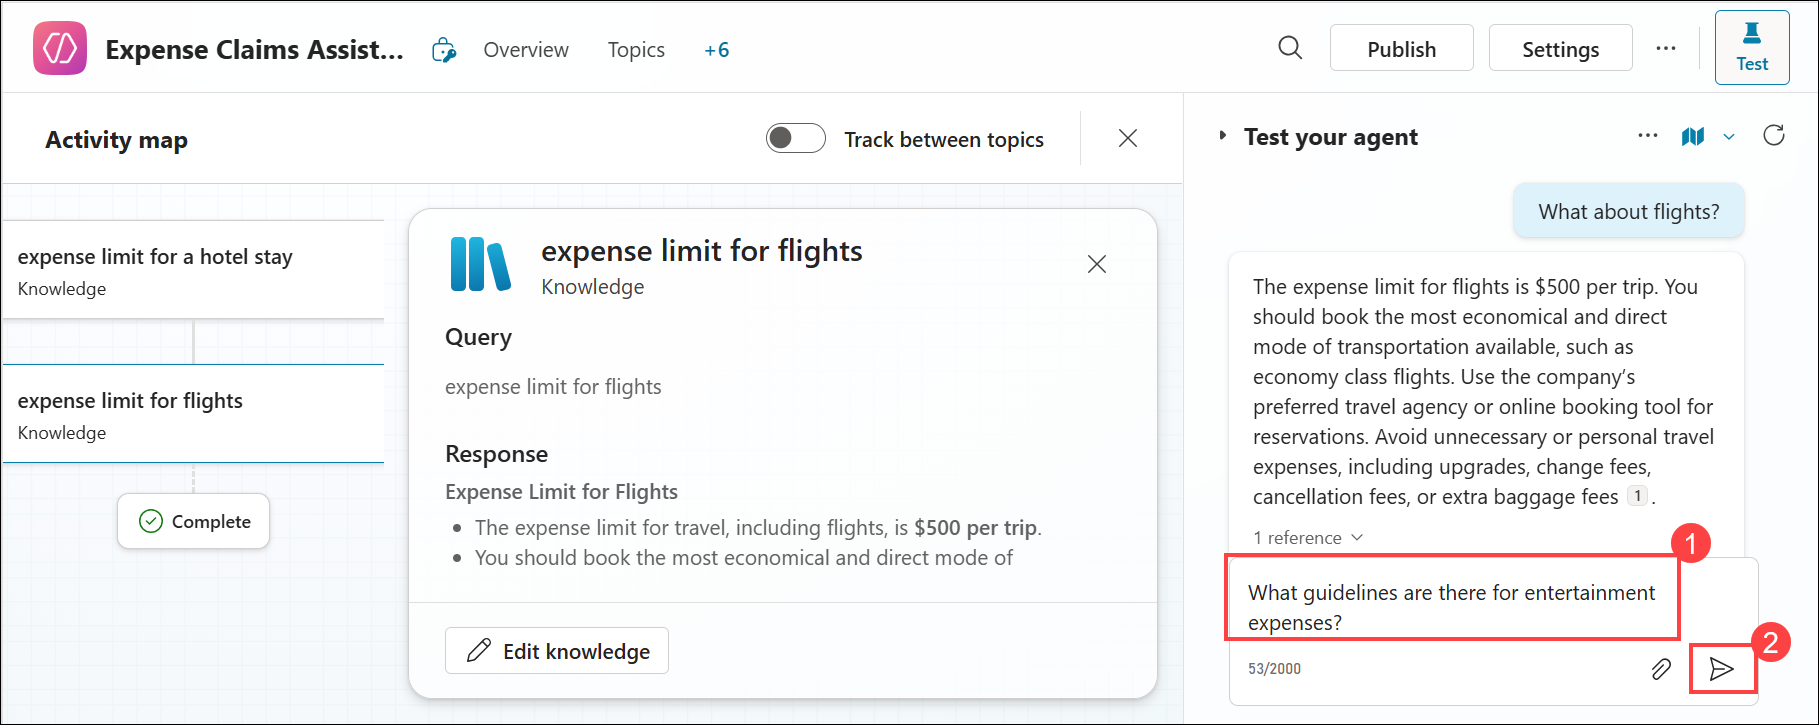 Expense Claims Assist...
Overview
Topics
+6
Publish
Settings
Test
Activity map
Track between topics
expense limit for a hotel stay
Knowledge
expense limit for flights
Knowledge
Complete
expense limit for flights
Knowledge
Query
expense limit for flights
Response
Expense Limit for Flights
• The expense limit for travel, including flights, is $500 per trip.
• You should book the most economical and direct mode of
Edit knowledge
Test your agent
What about flights?
The expense limit for flights is $500 per trip. You
should book the most economical and direct
mode of transportation available, such as
economy class flights. Use the company’s
preferred travel agency or online booking tool for
reservations. Avoid unnecessary or personal travel
expenses, including upgrades, change fees,
cancellation fees, or extra baggage fees 1 .
1 reference
1
What guidelines are there for entertainment
expenses?
2
53/2000